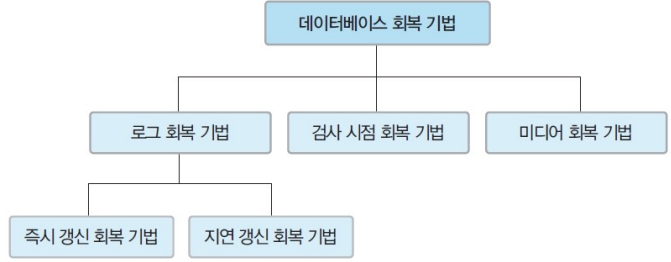 데이터베이스 회복 기법
로그 회복 기법
검사 시점 회복 기법
미디어 회복 기법
즉시 갱신 회복 기법
지연 갱신 회복 기법